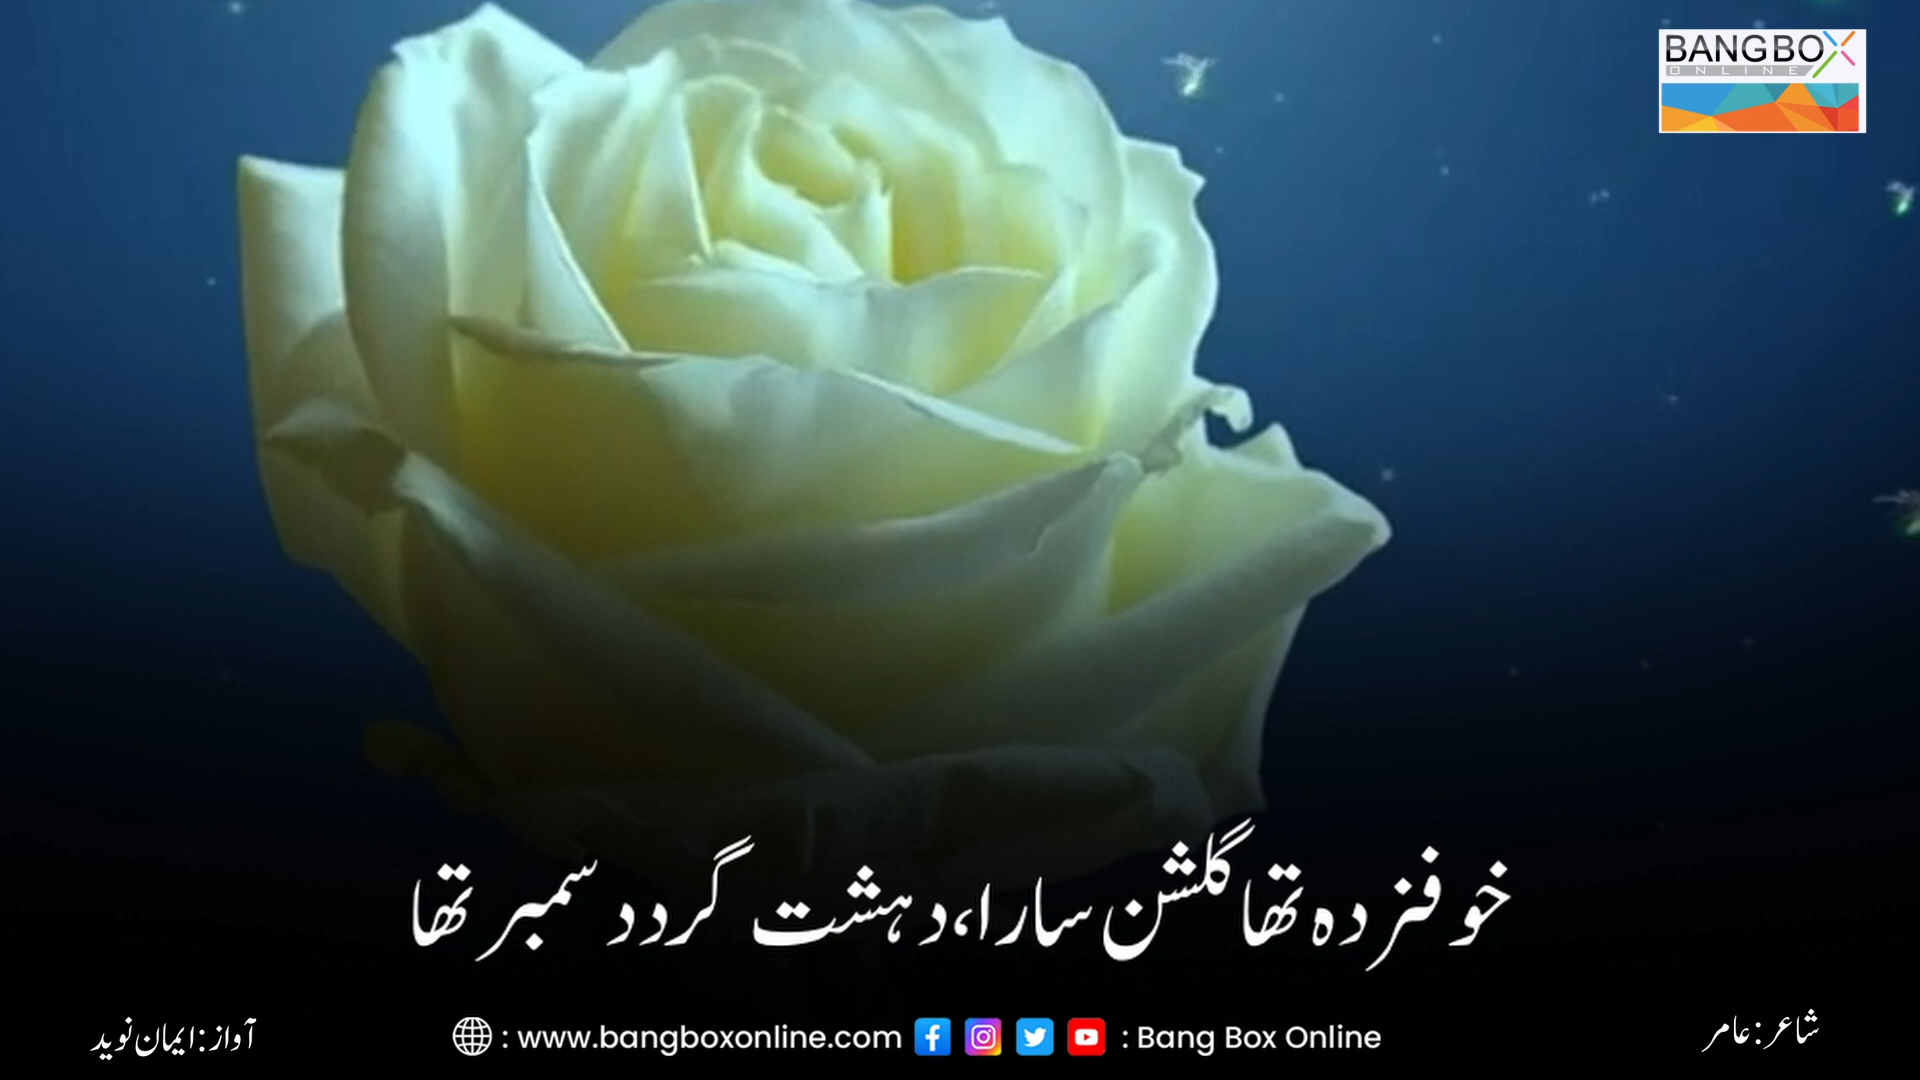 BANGBOX
ONLINE
خوفزدہ تھا گلشن سارا، دہشت گرد دسمبر تھا
شاعر: عامر
: www.bangboxonline.com : Bang Box Online
آواز: ایمان نوید